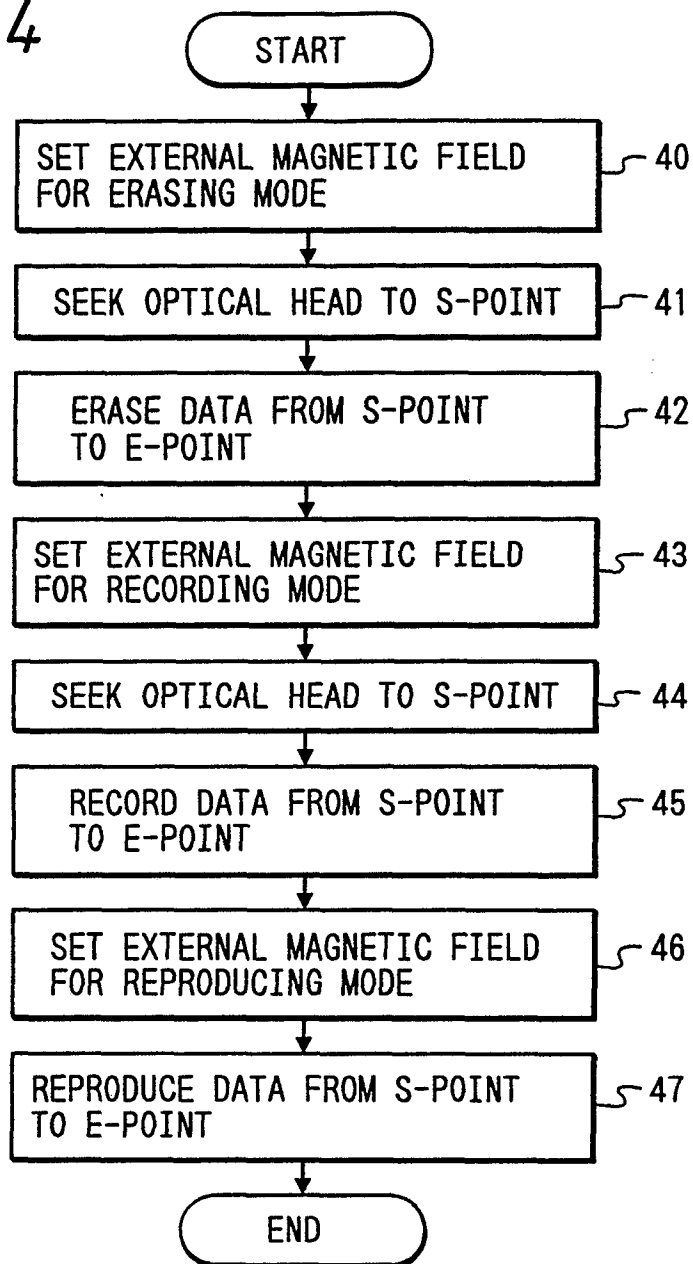 4
START
SET EXTERNAL MAGNETIC FIELD
FOR ERASING MODE
40
SEEK OPTICAL HEAD TO S-POINT
41
ERASE DATA FROM S-POINT
TO E-POINT
42
SET EXTERNAL MAGNETIC FIELD
FOR RECORDING MODE
43
SEEK OPTICAL HEAD TO S-POINT
44
RECORD DATA FROM S-POINT
TO E-POINT
45
SET EXTERNAL MAGNETIC FIELD
FOR REPRODUCING MODE
46
REPRODUCE DATA FROM S-POINT
TO E-POINT
47
END